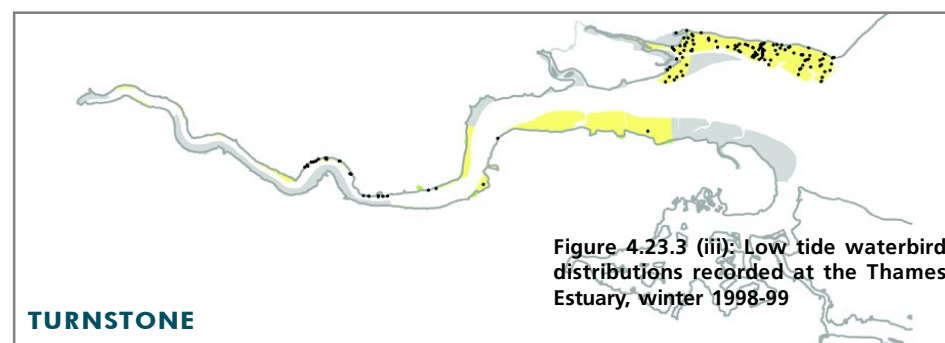 Figure 4.23.3 (iii): Low tide waterbird
distributions recorded at the Thames
Estuary, winter 1998-99
TURNSTONE